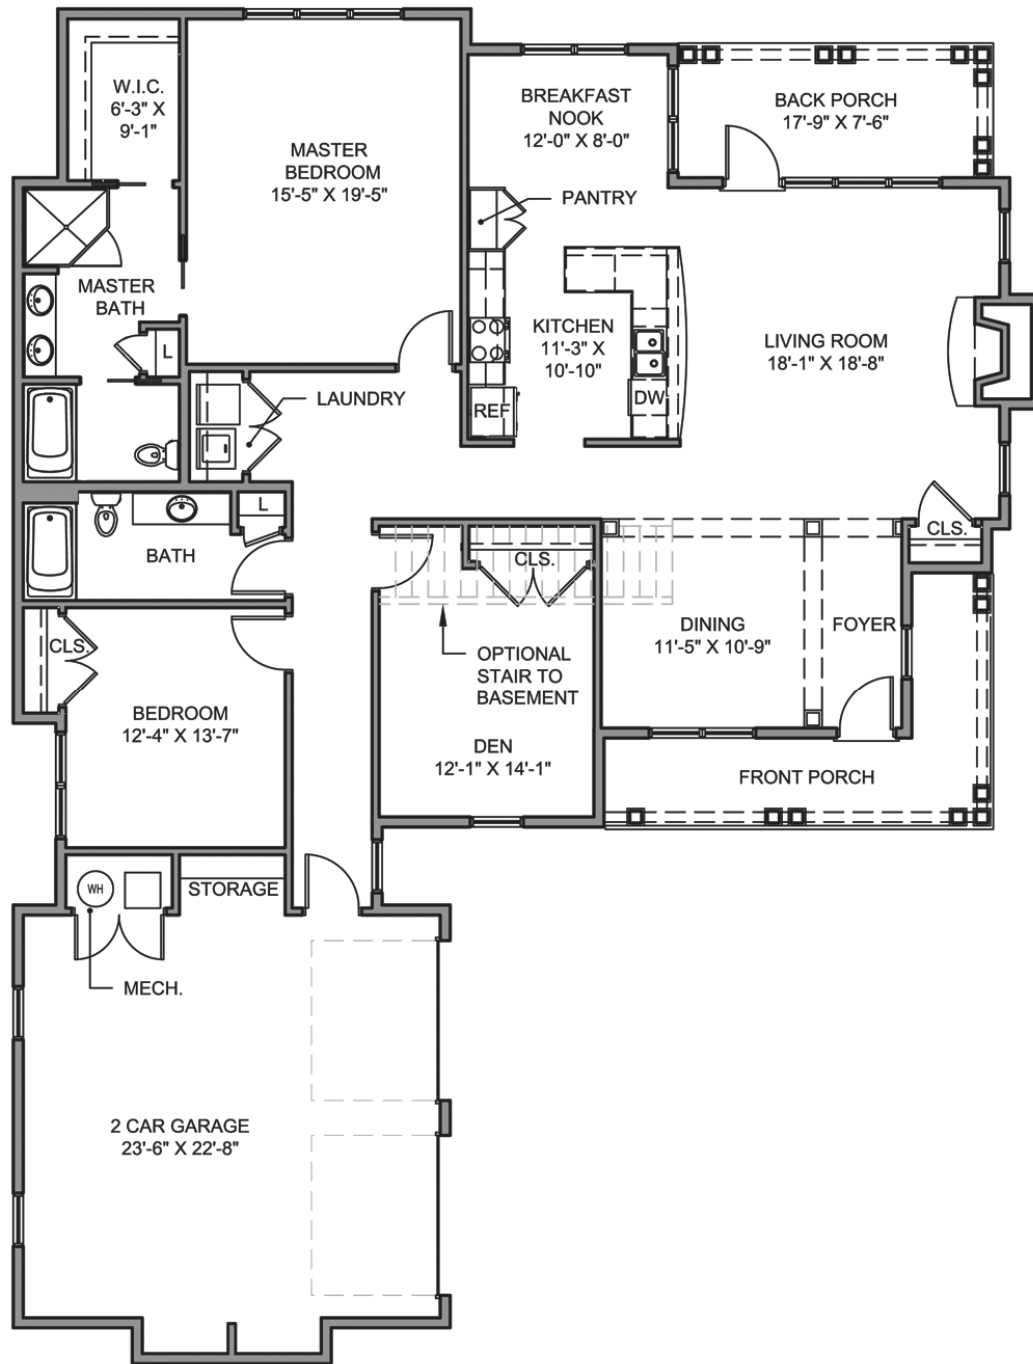 W.I.C.
6'-3" X
9'-1"
MASTER
BEDROOM
15'-5" X 19'-5"
BREAKFAST
NOOK
12'-0" X 8'-0"
BACK PORCH
17'-9" X 7'-6"
PANTRY
MASTER
BATH
L
KITCHEN
11'-3" X
10'-10"
LIVING ROOM
18'-1" X 18'-8"
LAUNDRY
REF
DW
L
BATH
CLS.
CLS.
DINING
11'-5" X 10'-9"
FOYER
CLS.
OPTIONAL
STAIR TO
BASEMENT
BEDROOM
12'-4" X 13'-7"
DEN
12'-1" X 14'-1"
FRONT PORCH
WH
STORAGE
MECH.
2 CAR GARAGE
23'-6" X 22'-8"